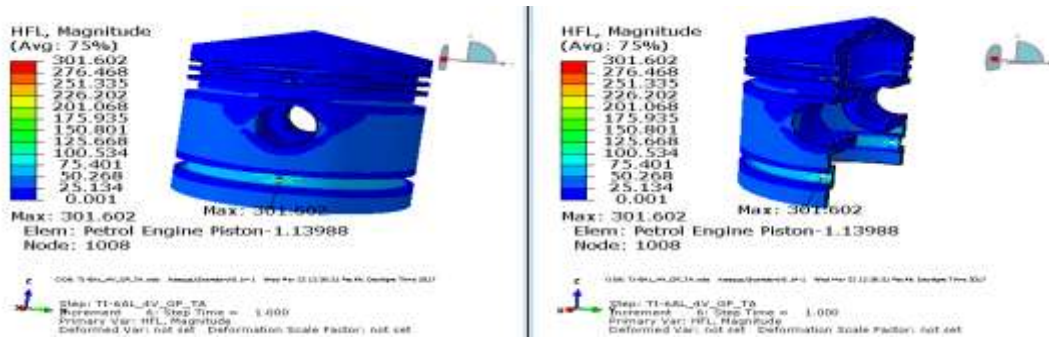 HFL, Magnitude
(Avg: 75%)
301.602
276.468
251.335
226.202
201.068
175.935
150.801
125.668
100.534
75.401
50.268
25.134
0.001
Max: 301.602
Max: 301.602
Elem: Petrol Engine Piston-1.13988
Node: 1008
Step: TI-6AL_4V_GP_TA
Increment 6: Step Time = 1.000
Primary Var: HFL, Magnitude
Deformed Var: not set Deformation Scale Factor: not set
HFL, Magnitude
(Avg: 75%)
301.602
276.468
251.335
226.202
201.068
175.935
150.801
125.668
100.534
75.401
50.268
25.134
0.001
Max: 301.602
Max: 301.602
Elem: Petrol Engine Piston-1.13988
Node: 1008
Step: TI-6AL_4V_GP_TA
Increment 6: Step Time = 1.000
Primary Var: HFL, Magnitude
Deformed Var: not set Deformation Scale Factor: not set